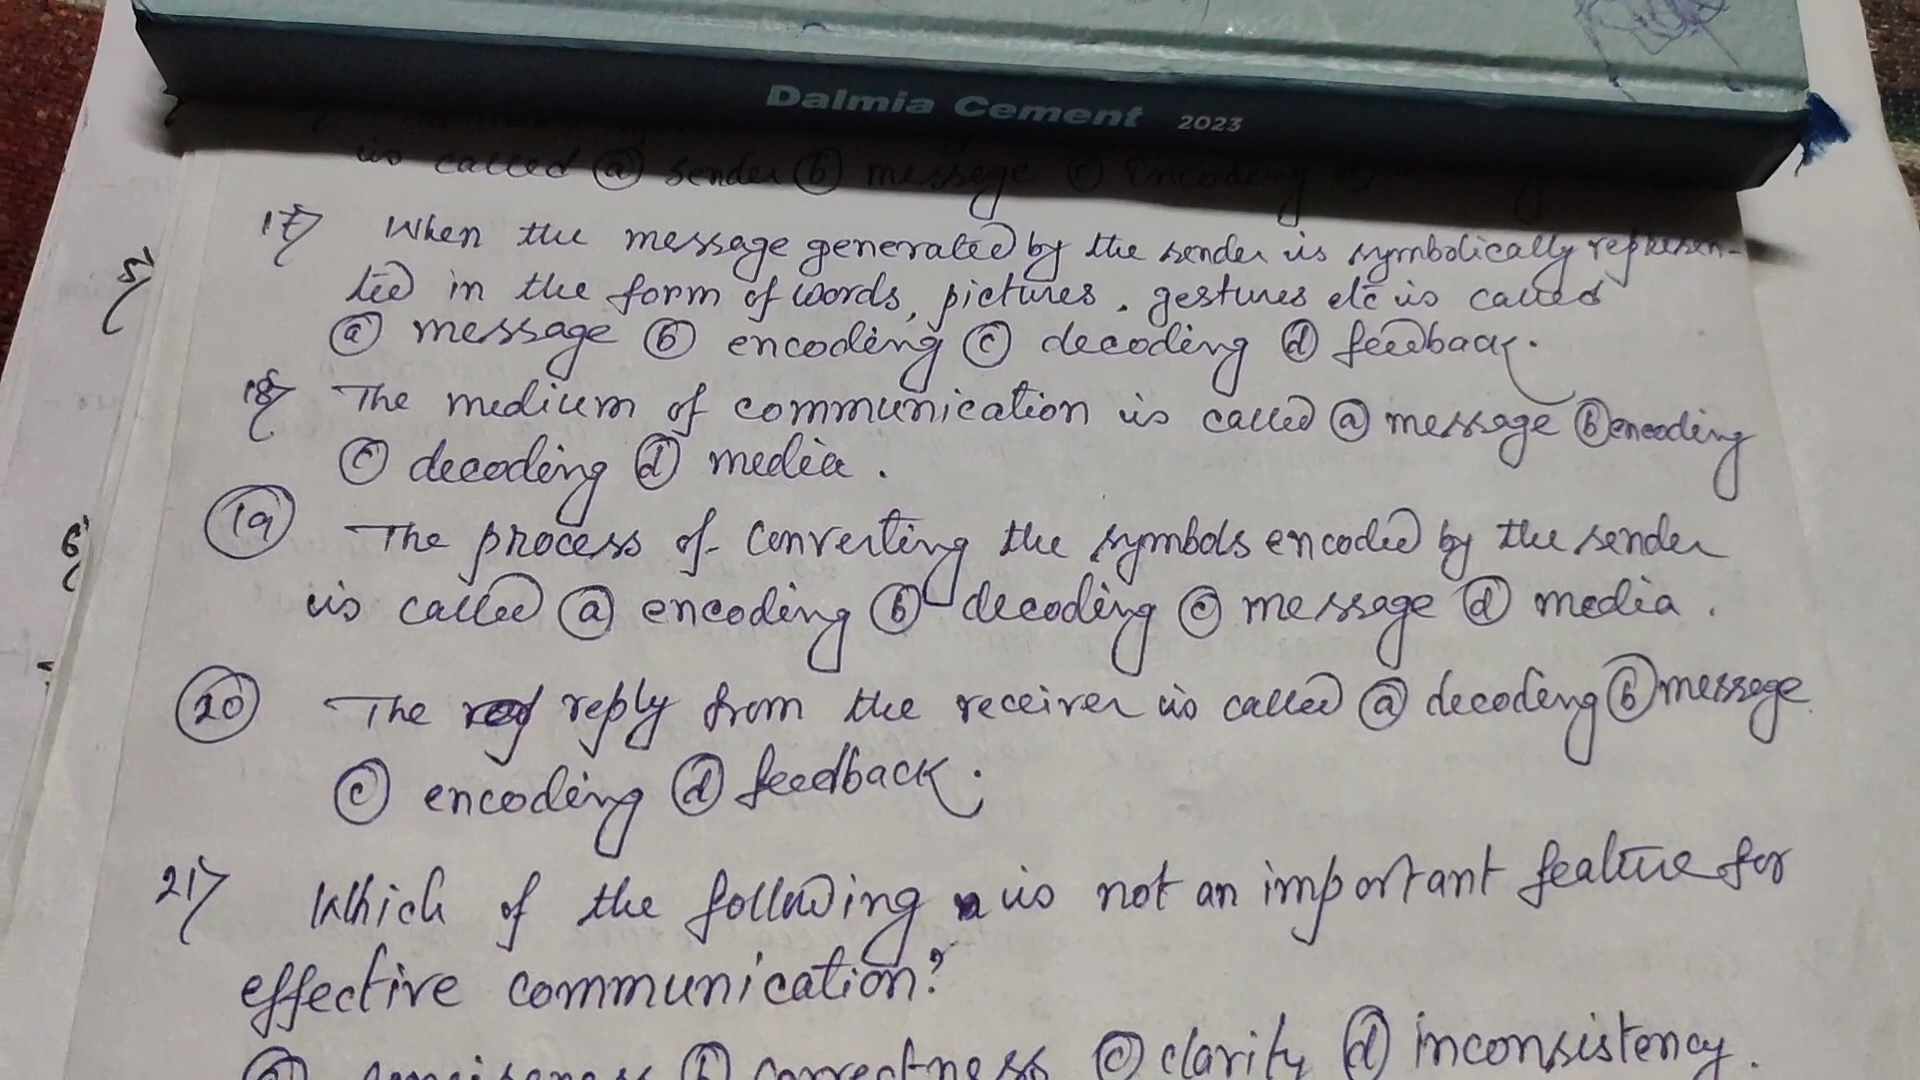 Dalmia Cement 2023
is called ⓐ sender ⓑ messege ⓒ Encoding
17) When the message generated by the sender is symbolically represen-
ted in the form of words, pictures, gestures etc is called
ⓐ message ⓑ encoding ⓒ decoding ⓓ feedback.
18) The medium of communication is called ⓐ message ⓑ encoding
ⓒ decoding ⓓ media.
19 The process of converting the symbols encoded by the sender
is called ⓐ encoding ⓑ decoding ⓒ message ⓓ media.
20 The reply from the receiver is called ⓐ decoding ⓑ message
ⓒ encoding ⓓ feedback.
21) Which of the following is not an important feature for
effective communication?
ⓑ correctness ⓒ clarity ⓓ inconsistency.
5)
6)